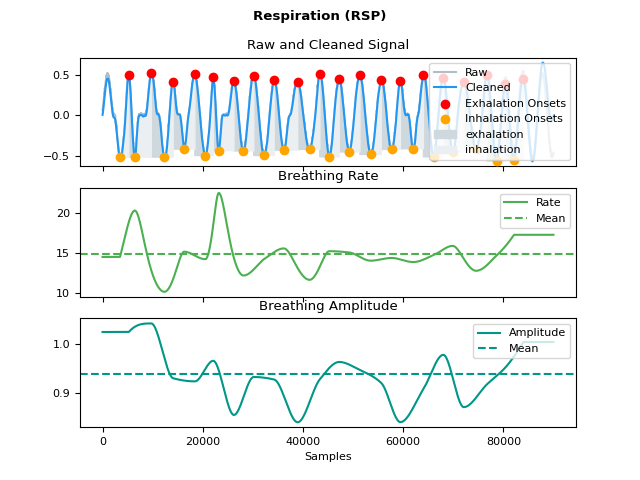 Respiration (RSP)
Raw and Cleaned Signal
0.5
0.0
−0.5
Raw
Cleaned
Exhalation Onsets
Inhalation Onsets
exhalation
inhalation
Breathing Rate
20
15
10
Rate
Mean
Breathing Amplitude
1.0
0.9
Amplitude
Mean
0 20000 40000 60000 80000
Samples